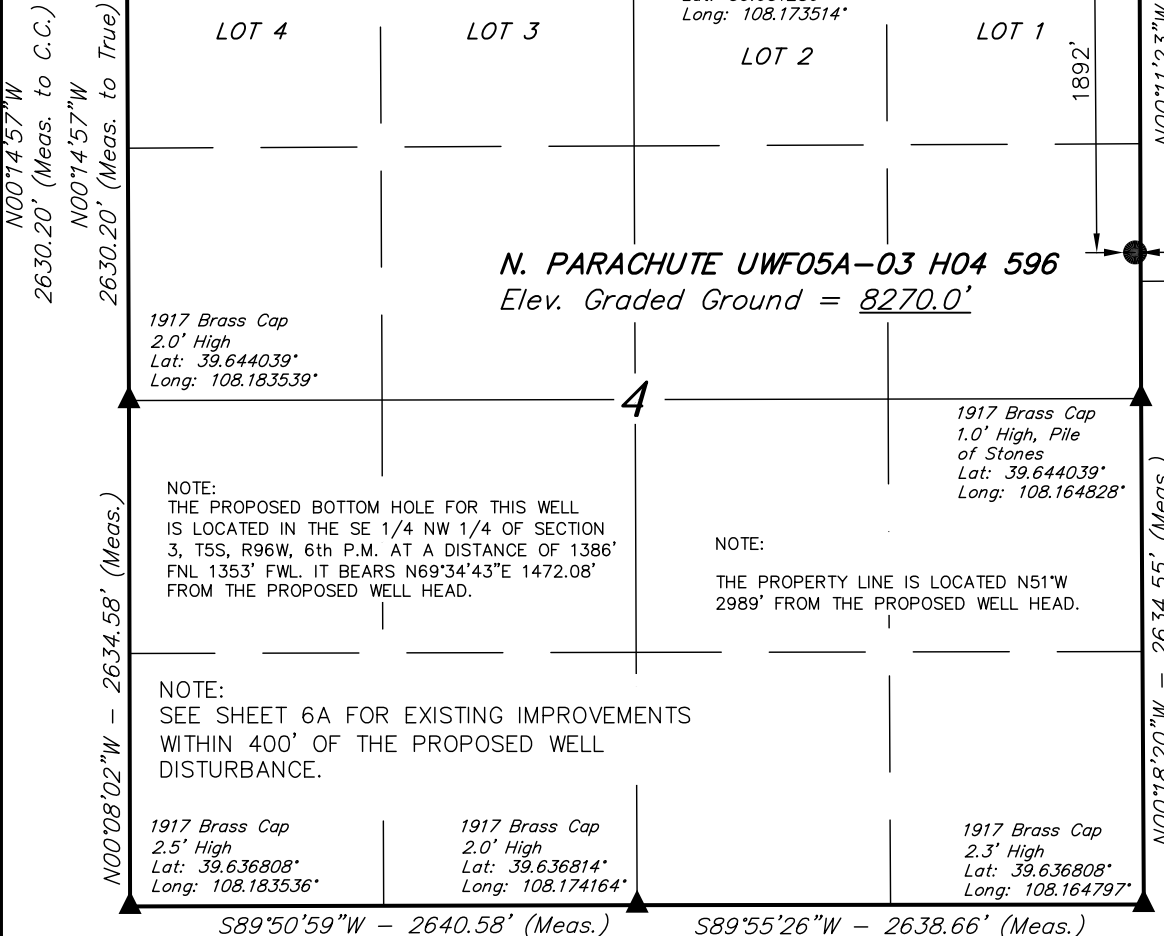 Long: 108.173514°
LOT 4
LOT 3
LOT 2
LOT 1
N00°14'57"W
2630.20' (Meas. to C.C.)
N00°14'57"W
2630.20' (Meas. to True)
1892'
N00°11'23"W
N. PARACHUTE UWF05A-03 H04 596
Elev. Graded Ground = 8270.0'
1917 Brass Cap
2.0' High
Lat: 39.644039°
Long: 108.183539°
4
1917 Brass Cap
1.0' High, Pile
of Stones
Lat: 39.644039°
Long: 108.164828°
NOTE:
THE PROPOSED BOTTOM HOLE FOR THIS WELL
IS LOCATED IN THE SE 1/4 NW 1/4 OF SECTION
3, T5S, R96W, 6th P.M. AT A DISTANCE OF 1386'
FNL 1353' FWL. IT BEARS N69°34'43"E 1472.08'
FROM THE PROPOSED WELL HEAD.
NOTE:
THE PROPERTY LINE IS LOCATED N51°W
2989' FROM THE PROPOSED WELL HEAD.
N00°08'02"W - 2634.58' (Meas.)
N00°18'20"W - 2634.55' (Meas.)
NOTE:
SEE SHEET 6A FOR EXISTING IMPROVEMENTS
WITHIN 400' OF THE PROPOSED WELL
DISTURBANCE.
1917 Brass Cap
2.5' High
Lat: 39.636808°
Long: 108.183536°
1917 Brass Cap
2.0' High
Lat: 39.636814°
Long: 108.174164°
1917 Brass Cap
2.3' High
Lat: 39.636808°
Long: 108.164797°
S89°50'59"W - 2640.58' (Meas.)
S89°55'26"W - 2638.66' (Meas.)